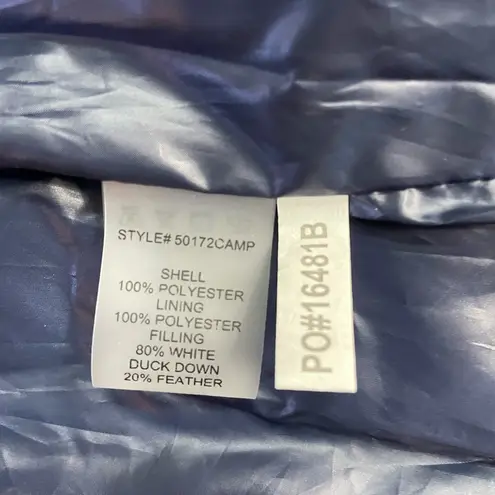 STYLE# 50172CAMP
SHELL
100% POLYESTER
LINING
100% POLYESTER
FILLING
80% WHITE
DUCK DOWN
20% FEATHER
PO#16481B